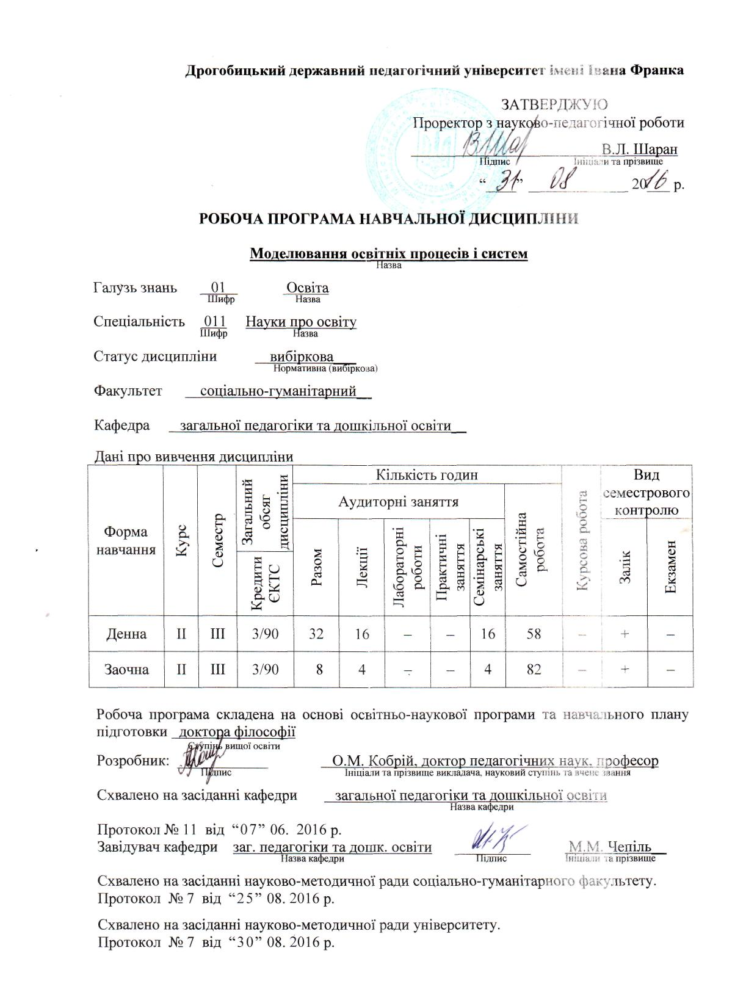 Дрогобицький державний педагогічний університет імені Івана Франка
ЗАТВЕРДЖУЮ
Проректор з науково-педагогічної роботи
В.Л. Шаран
Підпис Ініціали та прізвище
“31” 08 2016 р.
РОБОЧА ПРОГРАМА НАВЧАЛЬНОЇ ДИСЦИПЛІНИ
Моделювання освітніх процесів і систем
Назва
Галузь знань 01 Освіта
Шифр Назва
Спеціальність 011 Науки про освіту
Шифр Назва
Статус дисципліни вибіркова
Нормативна (вибіркова)
Факультет соціально-гуманітарний
Кафедра загальної педагогіки та дошкільної освіти
Дані про вивчення дисципліни
Форма навчання
Курс
Семестр
Загальний обсяг дисципліни
Кредити ЄКТС
Кількість годин
Аудиторні заняття
Разом
Лекції
Лабораторні роботи
Практичні заняття
Семінарські заняття
Самостійна робота
Курсова робота
Вид семестрового контролю
Залік
Екзамен
Денна II III 3/90 32 16 – – 16 58 – + –
Заочна II III 3/90 8 4 – – 4 82 – + –
Робоча програма складена на основі освітньо-наукової програми та навчального плану
підготовки доктора філософії
Ступінь вищої освіти
Розробник: О.М. Кобрій, доктор педагогічних наук, професор
Підпис Ініціали та прізвище викладача, науковий ступінь та вчене звання
Схвалено на засіданні кафедри загальної педагогіки та дошкільної освіти
Назва кафедри
Протокол № 11 від “07” 06. 2016 р.
Завідувач кафедри заг. педагогіки та дошк. освіти М.М. Чепіль
Назва кафедри Підпис Ініціали та прізвище
Схвалено на засіданні науково-методичної ради соціально-гуманітарного факультету.
Протокол № 7 від “25” 08. 2016 р.
Схвалено на засіданні науково-методичної ради університету.
Протокол № 7 від “30” 08. 2016 р.